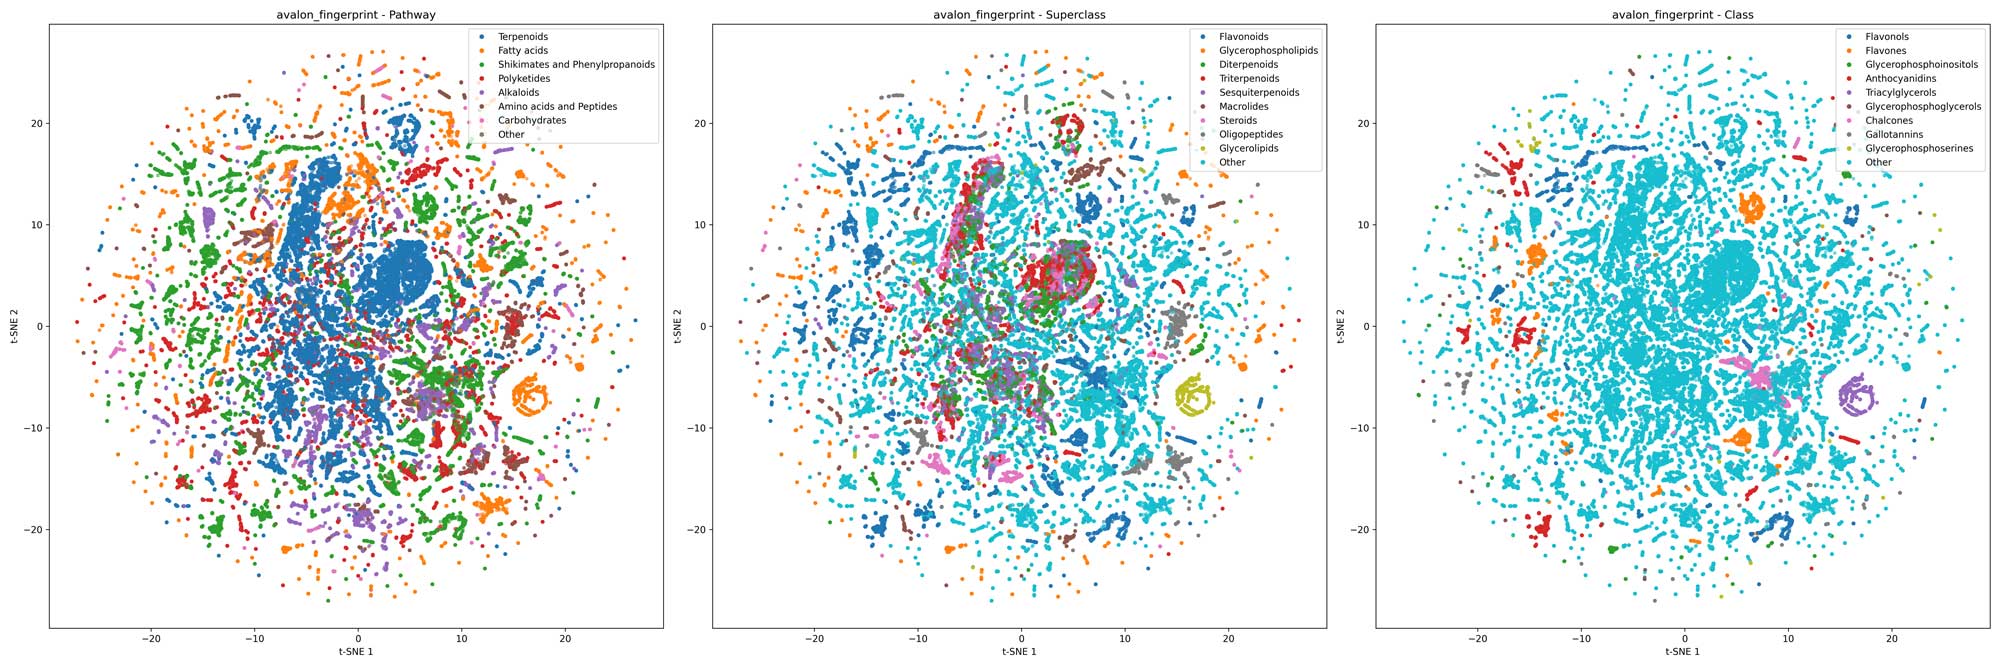 avalon_fingerprint - Pathway
Terpenoids
Fatty acids
Shikimates and Phenylpropanoids
Polyketides
Alkaloids
Amino acids and Peptides
Carbohydrates
Other
20
10
0
−10
−20
t-SNE 2
−20
−10
0
10
20
t-SNE 1
avalon_fingerprint - Superclass
Flavonoids
Glycerophospholipids
Diterpenoids
Triterpenoids
Sesquiterpenoids
Macrolides
Steroids
Oligopeptides
Glycerolipids
Other
20
10
0
−10
−20
t-SNE 2
−20
−10
0
10
20
t-SNE 1
avalon_fingerprint - Class
Flavonols
Flavones
Glycerophosphoinositols
Anthocyanidins
Triacylglycerols
Glycerophosphoglycerols
Chalcones
Gallotannins
Glycerophosphoserines
Other
20
10
0
−10
−20
t-SNE 2
−20
−10
0
10
20
t-SNE 1